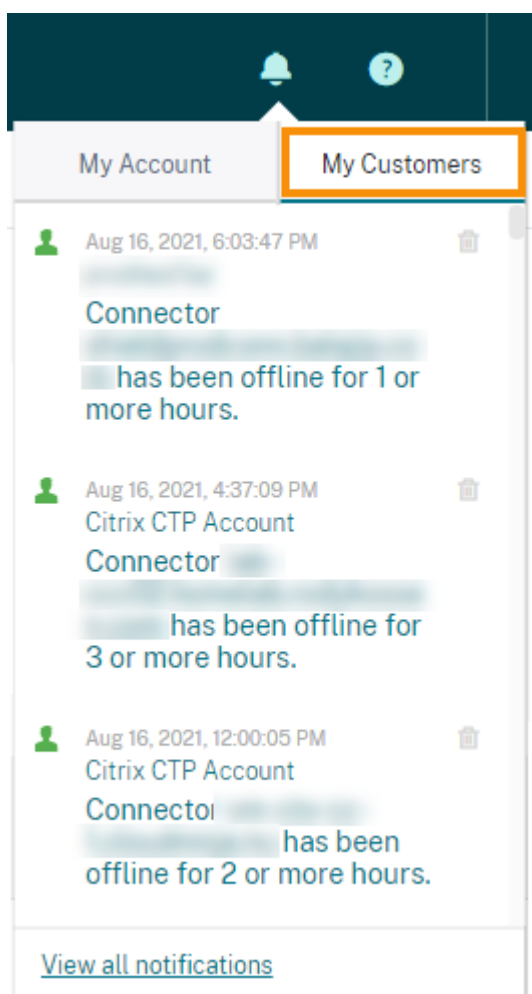 My Account
My Customers
Aug 16, 2021, 6:03:47 PM
Connector
has been offline for 1 or
more hours.
Aug 16, 2021, 4:37:09 PM
Citrix CTP Account
Connector
has been offline for
3 or more hours.
Aug 16, 2021, 12:00:05 PM
Citrix CTP Account
Connector
has been
offline for 2 or more hours.
View all notifications